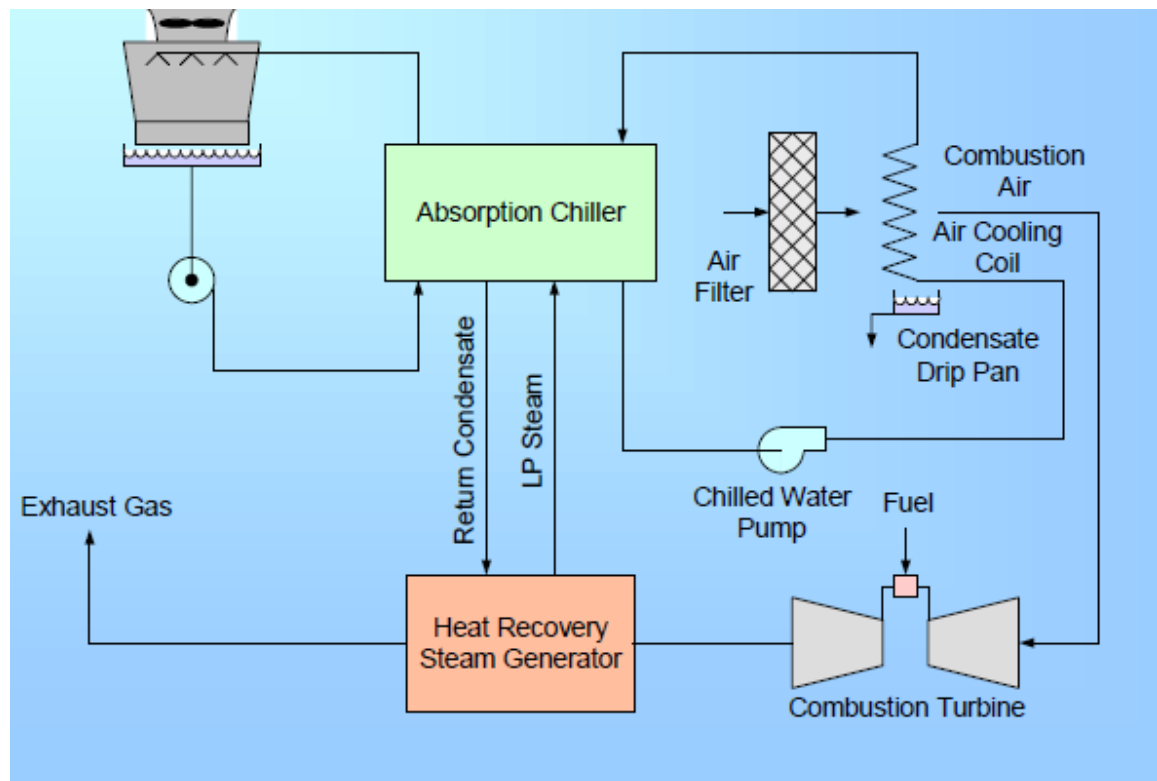 Absorption Chiller
Combustion
Air
Air Cooling
Coil
Air
Filter
Condensate
Drip Pan
Return Condensate
LP Steam
Chilled Water
Pump
Exhaust Gas
Fuel
Heat Recovery
Steam Generator
Combustion Turbine